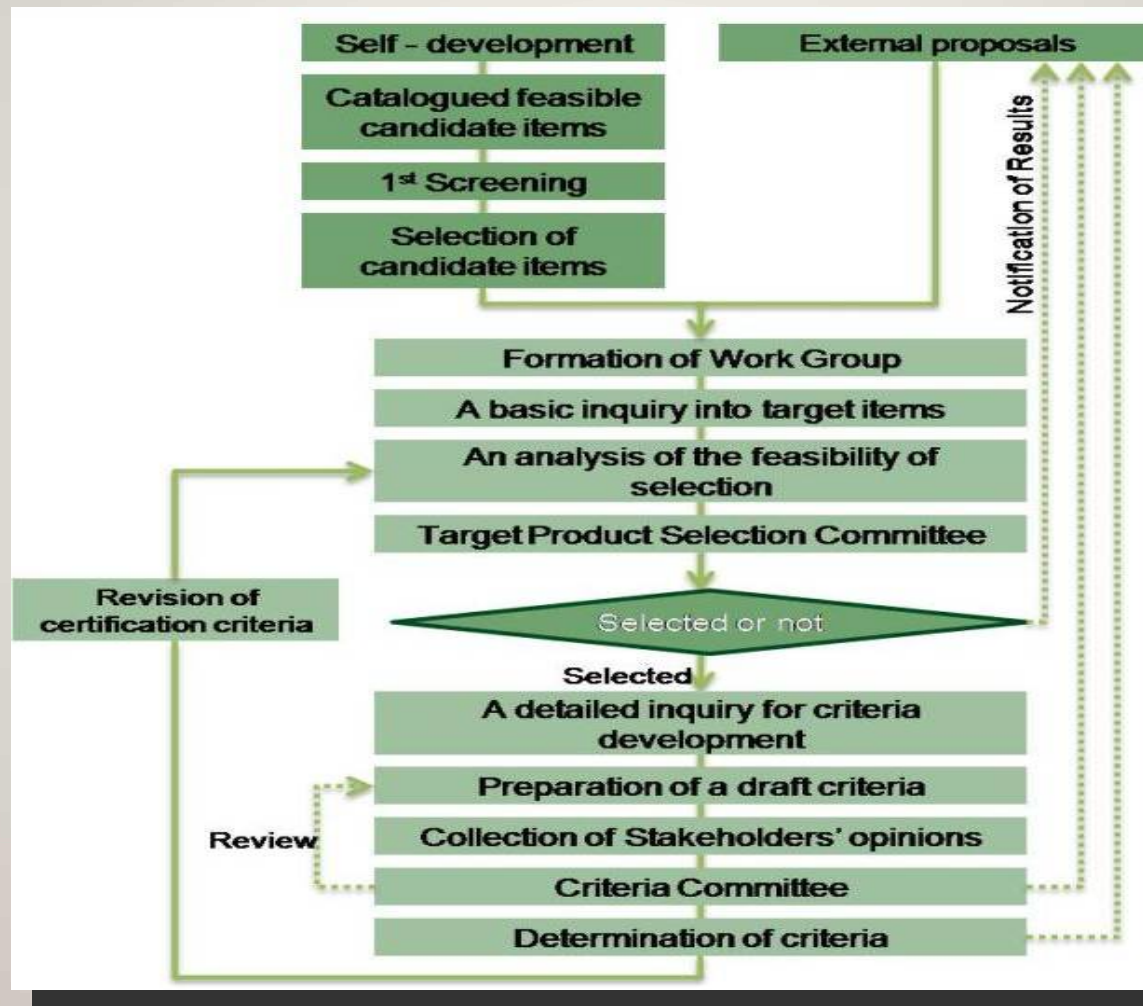 Self - development
External proposals
Catalogued feasible
candidate items
1st Screening
Selection of
candidate items
Notification of Results
Formation of Work Group
A basic inquiry into target items
An analysis of the feasibility of
selection
Target Product Selection Committee
Revision of
certification criteria
Selected or not
Selected
A detailed inquiry for criteria
development
Preparation of a draft criteria
Review
Collection of Stakeholders' opinions
Criteria Committee
Determination of criteria